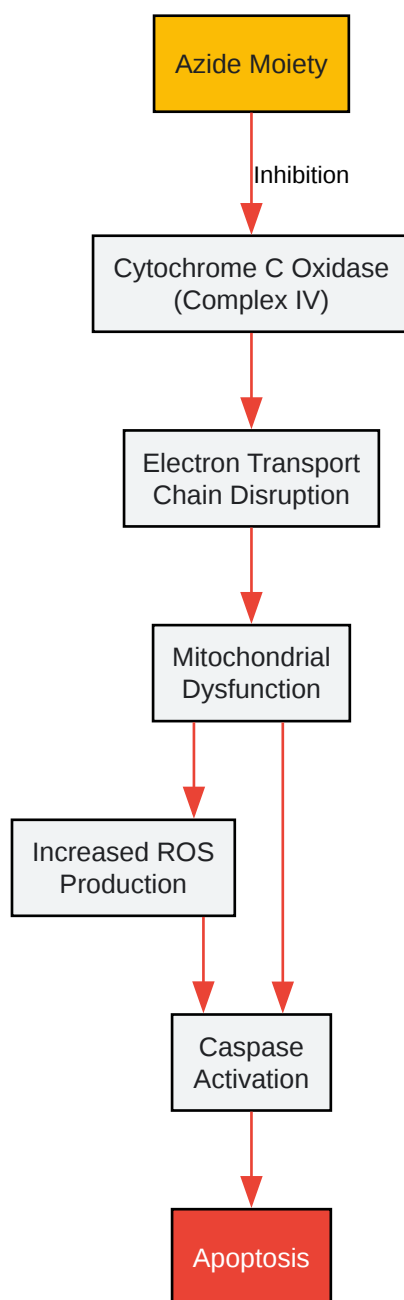 Azide Moiety
Inhibition
Cytochrome C Oxidase
(Complex IV)
Electron Transport
Chain Disruption
Mitochondrial
Dysfunction
Increased ROS
Production
Caspase
Activation
Apoptosis